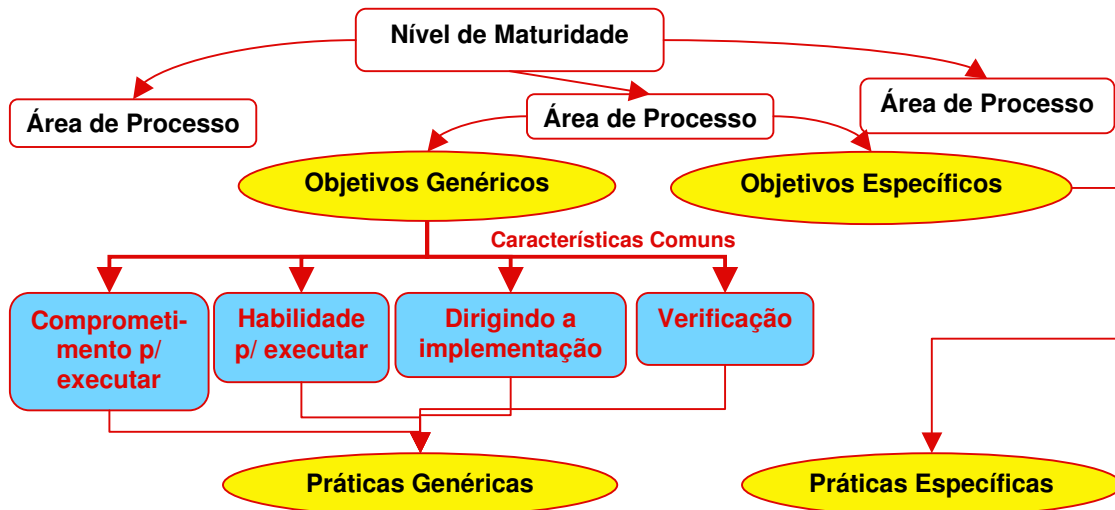 Nível de Maturidade
Área de Processo
Área de Processo
Área de Processo
Objetivos Genéricos
Objetivos Específicos
Características Comuns
Comprometi-
mento p/
executar
Habilidade
p/ executar
Dirigindo a
implementação
Verificação
Práticas Genéricas
Práticas Específicas